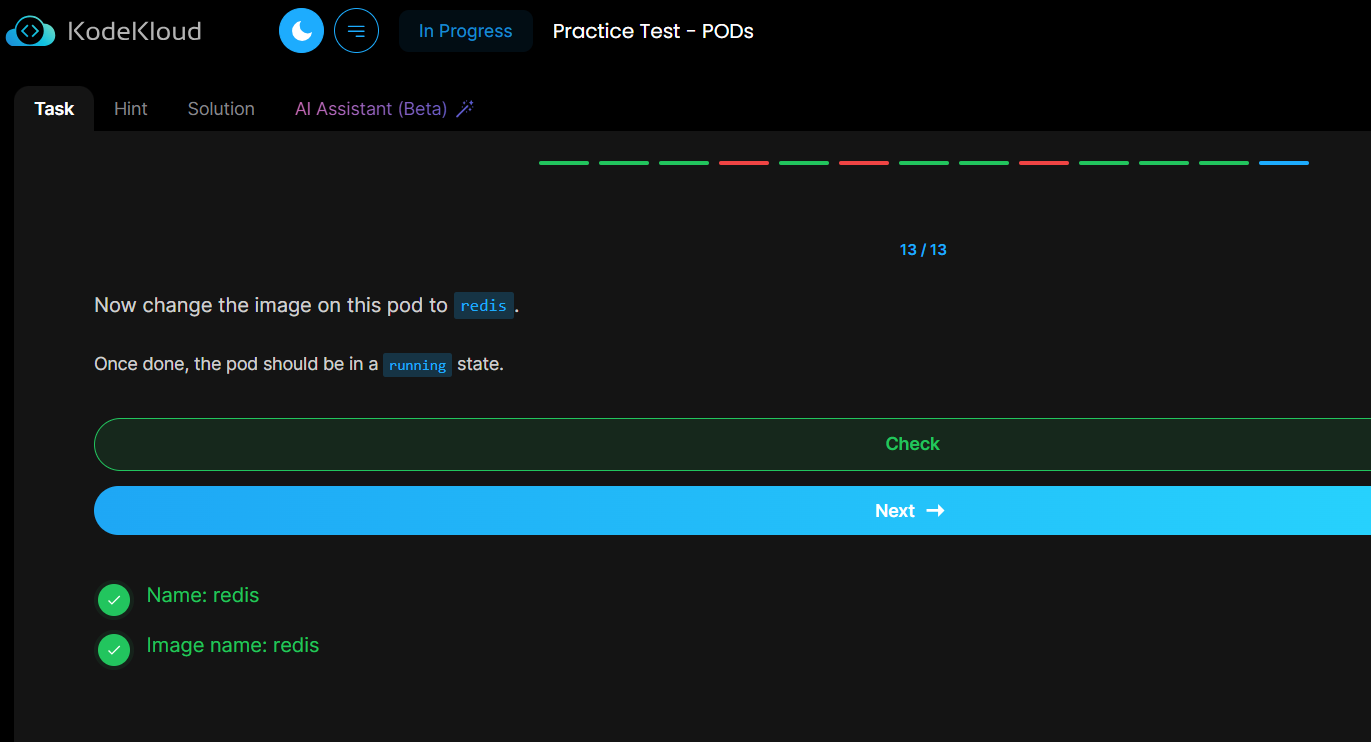 KodeKloud
In Progress
Practice Test - PODs
Task
Hint
Solution
AI Assistant (Beta)
13 / 13
Now change the image on this pod to redis.
Once done, the pod should be in a running state.
Check
Next →
Name: redis
Image name: redis